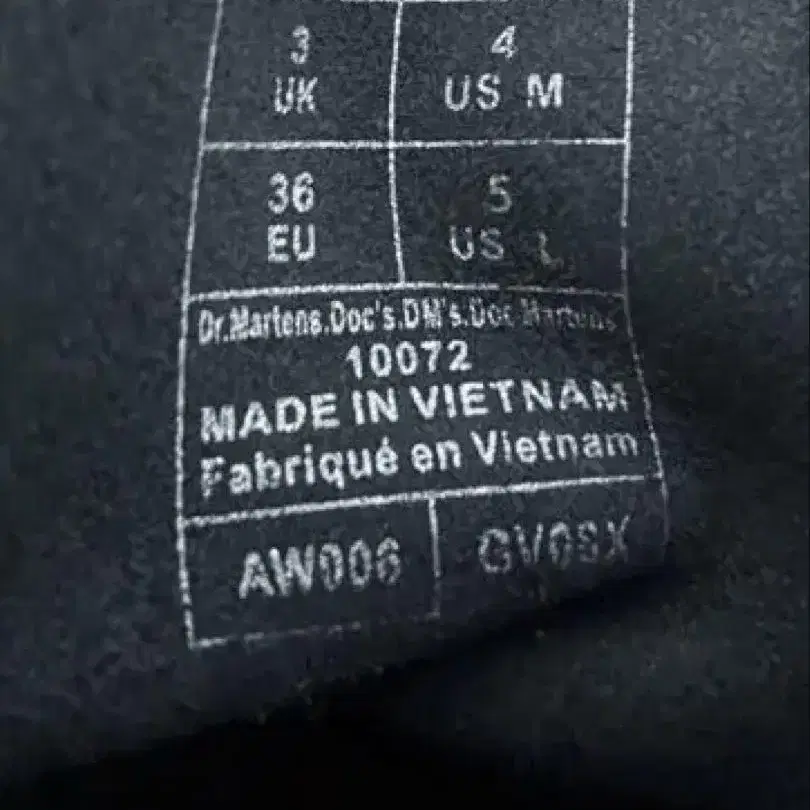 3
UK
4
US M
36
EU
5
US L
Dr.Martens.Doc's.DM's.Doc Martens
10072
MADE IN VIETNAM
Fabriqué en Vietnam
AW006